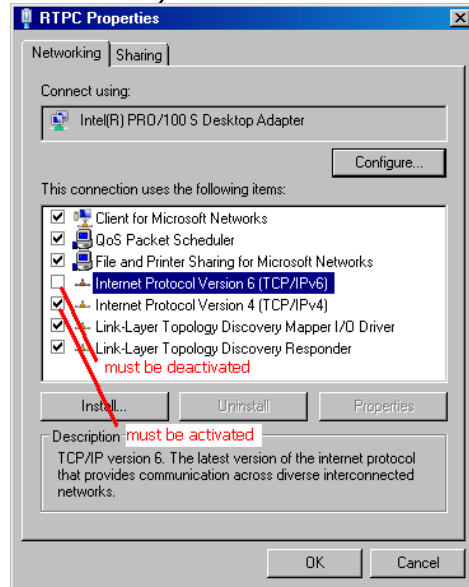 RTPC Properties
Networking
Sharing
Connect using:
Intel(R) PRO/100 S Desktop Adapter
Configure...
This connection uses the following items:
Client for Microsoft Networks
QoS Packet Scheduler
File and Printer Sharing for Microsoft Networks
Internet Protocol Version 6 (TCP/IPv6)
Internet Protocol Version 4 (TCP/IPv4)
Link-Layer Topology Discovery Mapper I/O Driver
Link-Layer Topology Discovery Responder
must be deactivated
Install...
Uninstall
Properties
Description
must be activated
TCP/IP version 6. The latest version of the internet protocol
that provides communication across diverse interconnected
networks.
OK
Cancel